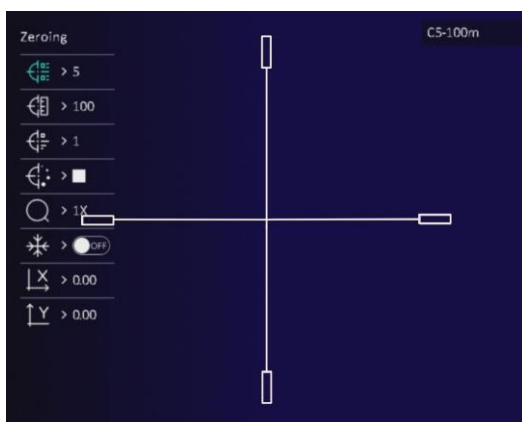 Zeroing
C5-100m
> 5
> 100
> 1
>
> 1X
> OFF
X > 0.00
Y > 0.00